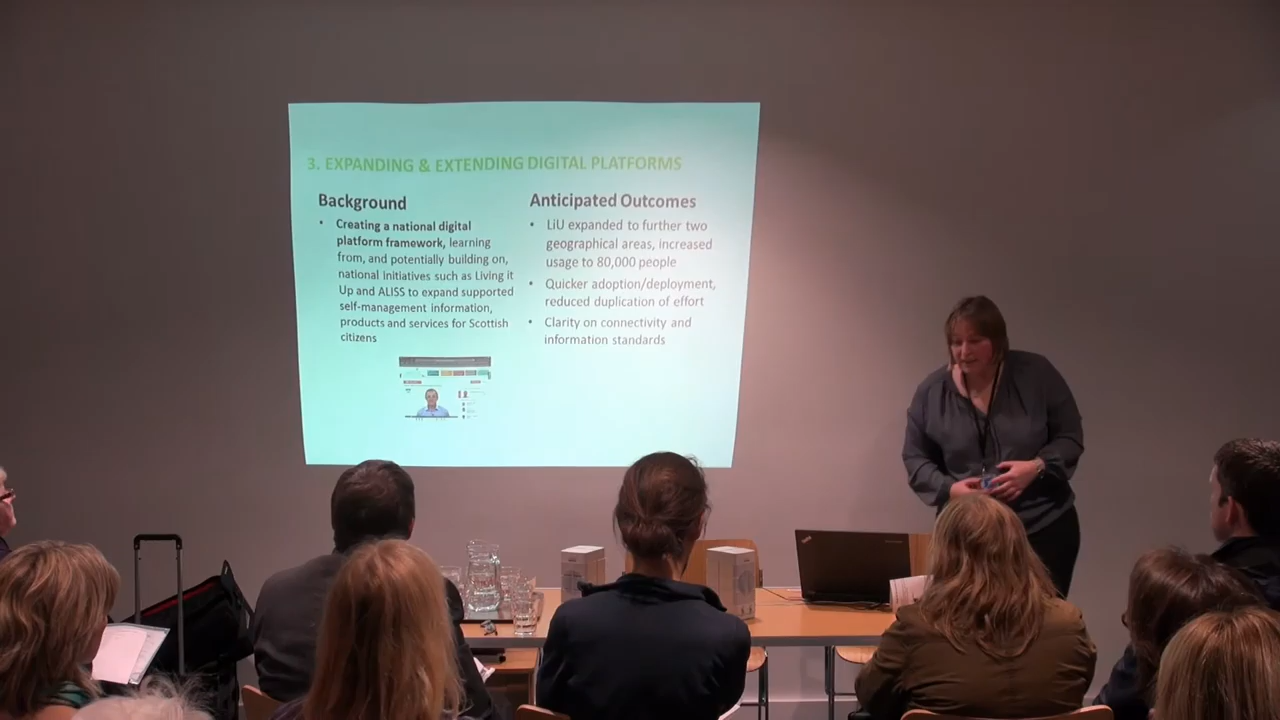 3. EXPANDING & EXTENDING DIGITAL PLATFORMS
Background
• Creating a national digital
platform framework, learning
from, and potentially building on,
national initiatives such as Living it
Up and ALISS to expand supported
self-management information,
products and services for Scottish
citizens
Anticipated Outcomes
• LiU expanded to further two
geographical areas, increased
usage to 80,000 people
• Quicker adoption/deployment,
reduced duplication of effort
• Clarity on connectivity and
information standards